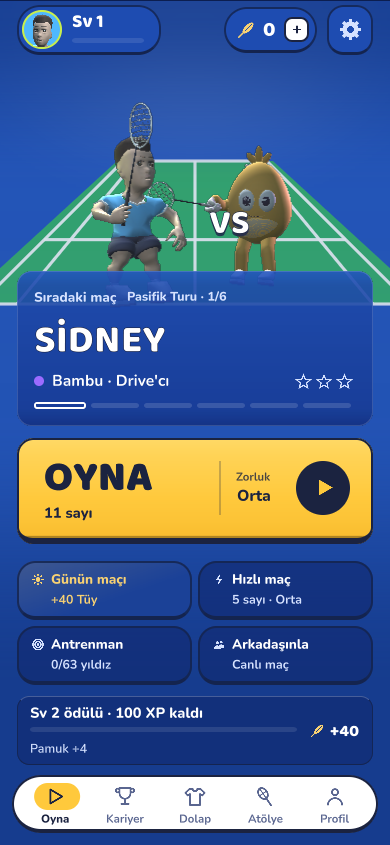 Sv 1
0 +
VS
Sıradaki maç Pasifik Turu · 1/6
SİDNEY
Bambu · Drive'cı
OYNA
11 sayı
Zorluk
Orta
Günün maçı
+40 Tüy
Hızlı maç
5 sayı · Orta
Antrenman
0/63 yıldız
Arkadaşınla
Canlı maç
Sv 2 ödülü · 100 XP kaldı
+40
Pamuk +4
Oyna Kariyer Dolap Atölye Profil